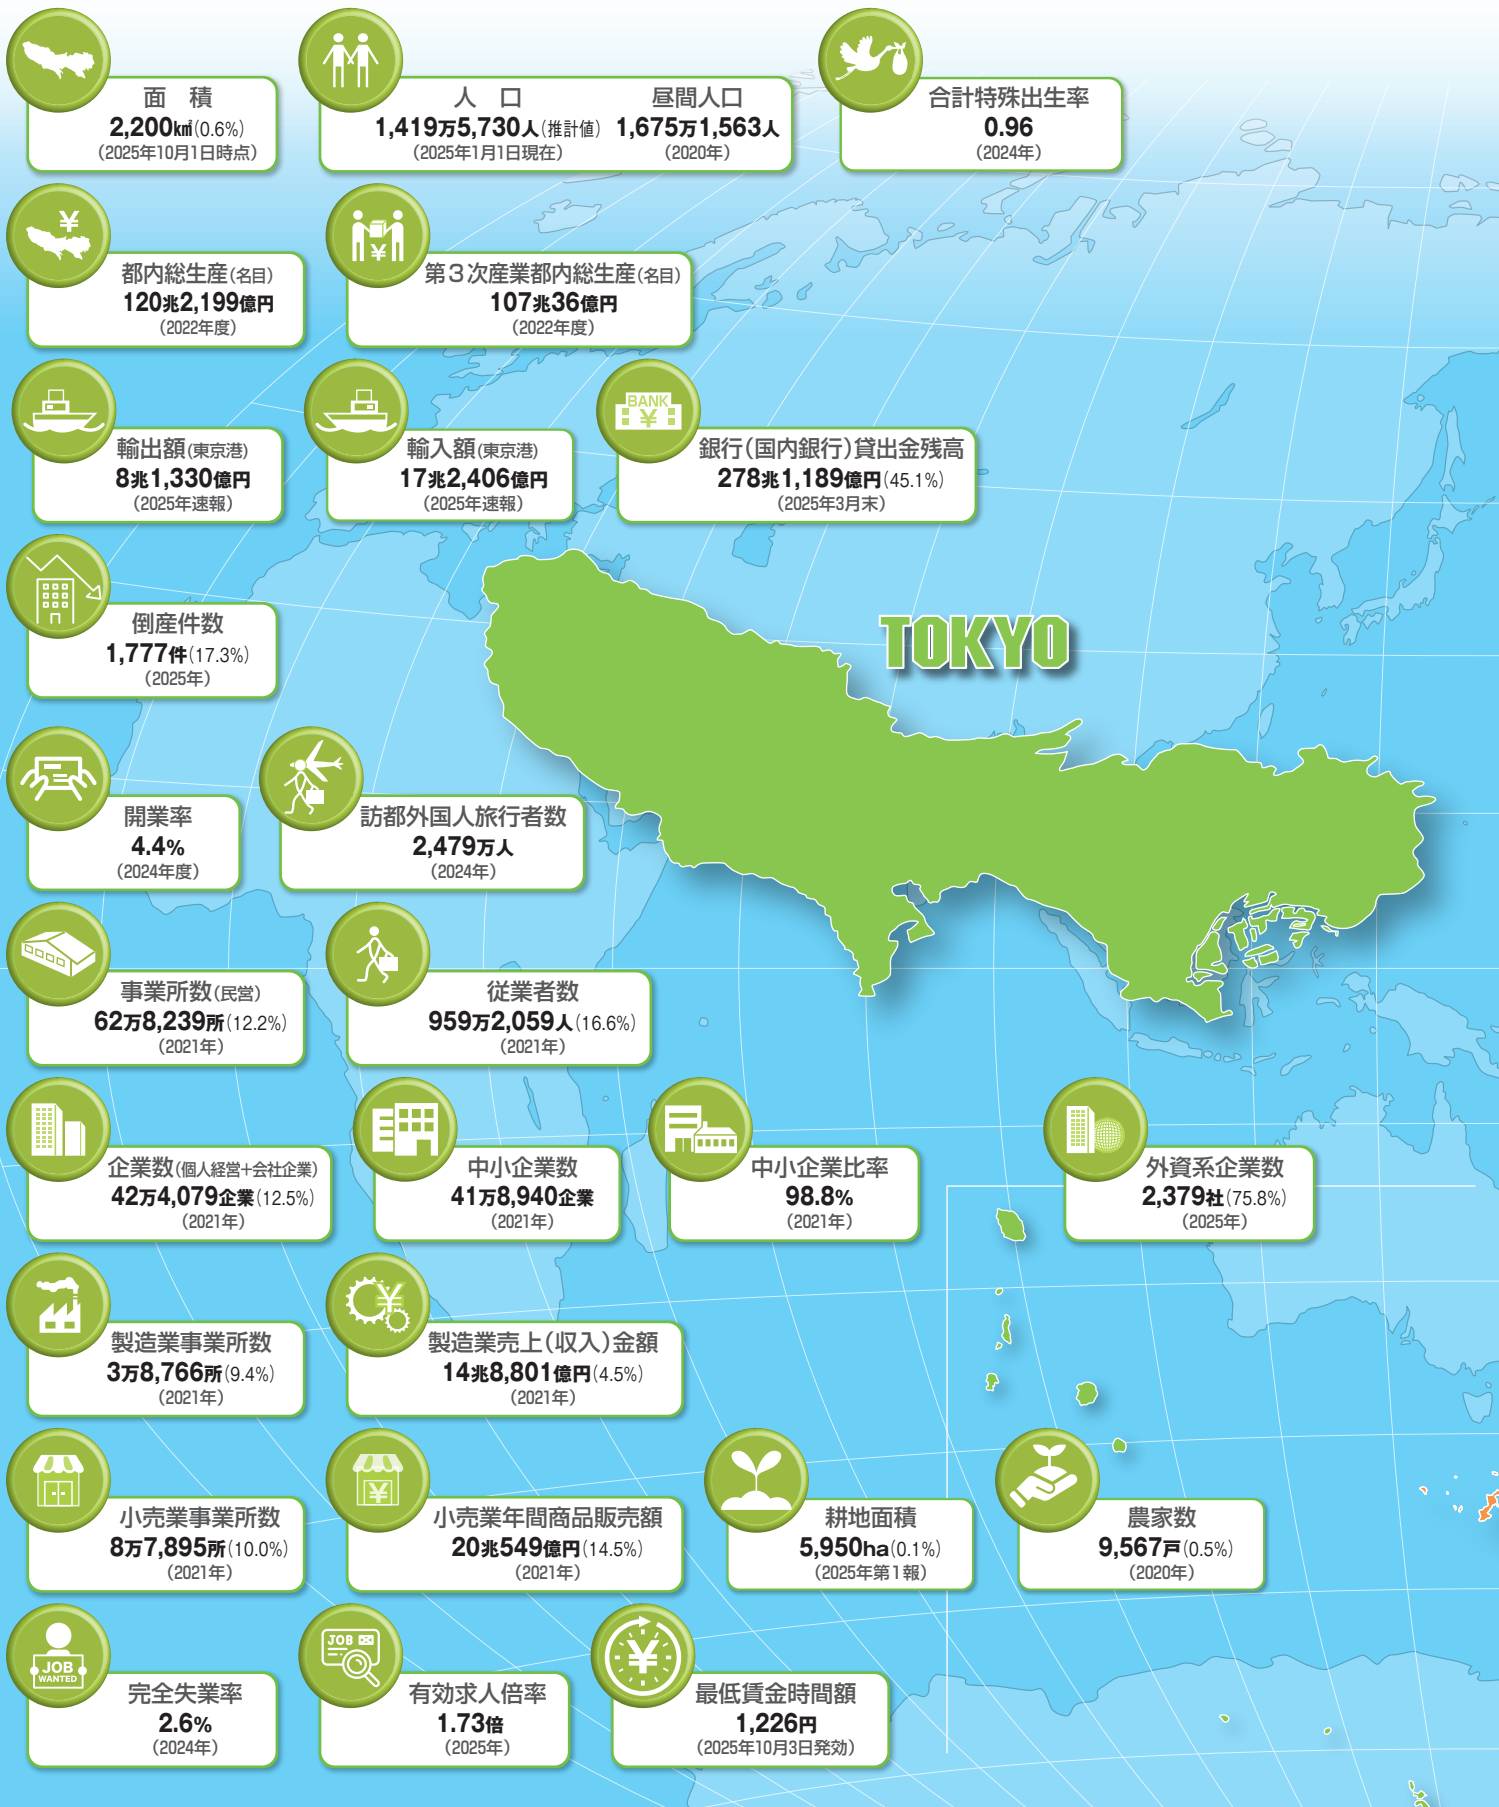 面　積
2,200㎢(0.6%)
(2025年10月1日時点)
人　口
1,419万5,730人(推計値)
(2025年1月1日現在)
昼間人口
1,675万1,563人
(2020年)
合計特殊出生率
0.96
(2024年)
¥
都内総生産(名目)
120兆2,199億円
(2022年度)
¥
第３次産業都内総生産(名目)
107兆36億円
(2022年度)
輸出額(東京港)
8兆1,330億円
(2025年速報)
輸入額(東京港)
17兆2,406億円
(2025年速報)
BANK
¥
銀行(国内銀行)貸出金残高
278兆1,189億円(45.1%)
(2025年3月末)
倒産件数
1,777件(17.3%)
(2025年)
TOKYO
開業率
4.4%
(2024年度)
訪都外国人旅行者数
2,479万人
(2024年)
事業所数(民営)
62万8,239所(12.2%)
(2021年)
従業者数
959万2,059人(16.6%)
(2021年)
企業数(個人経営+会社企業)
42万4,079企業(12.5%)
(2021年)
中小企業数
41万8,940企業
(2021年)
中小企業比率
98.8%
(2021年)
外資系企業数
2,379社(75.8%)
(2025年)
製造業事業所数
3万8,766所(9.4%)
(2021年)
¥
製造業売上(収入)金額
14兆8,801億円(4.5%)
(2021年)
小売業事業所数
8万7,895所(10.0%)
(2021年)
¥
小売業年間商品販売額
20兆549億円(14.5%)
(2021年)
耕地面積
5,950ha(0.1%)
(2025年第１報)
農家数
9,567戸(0.5%)
(2020年)
JOB
WANTED
完全失業率
2.6%
(2024年)
JOB
有効求人倍率
1.73倍
(2025年)
¥
最低賃金時間額
1,226円
(2025年10月3日発効)